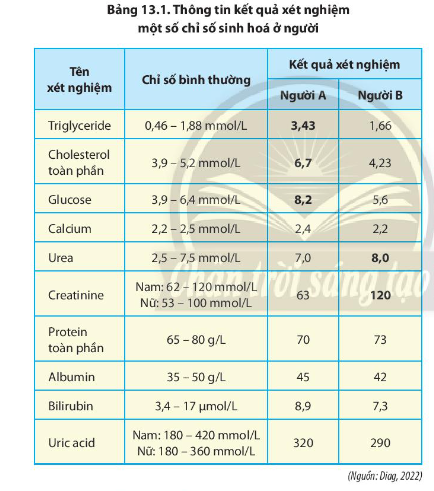 Bảng 13.1. Thông tin kết quả xét nghiệm
một số chỉ số sinh hoá ở người
Tên
xét nghiệm
Chỉ số bình thường
Kết quả xét nghiệm
Người A
Người B
Triglyceride 0,46 – 1,88 mmol/L 3,43 1,66
Cholesterol
toàn phần
3,9 – 5,2 mmol/L 6,7 4,23
Glucose 3,9 – 6,4 mmol/L 8,2 5,6
Calcium 2,2 – 2,5 mmol/L 2,4 2,2
Urea 2,5 – 7,5 mmol/L 7,0 8,0
Creatinine
Nam: 62 – 120 mmol/L
Nữ: 53 – 100 mmol/L
63 120
Protein
toàn phần
65 – 80 g/L 70 73
Albumin 35 – 50 g/L 45 42
Bilirubin 3,4 – 17 µmol/L 8,9 7,3
Uric acid
Nam: 180 – 420 mmol/L
Nữ: 180 – 360 mmol/L
320 290
(Nguồn: Diag, 2022)
Chân trời sáng tạo